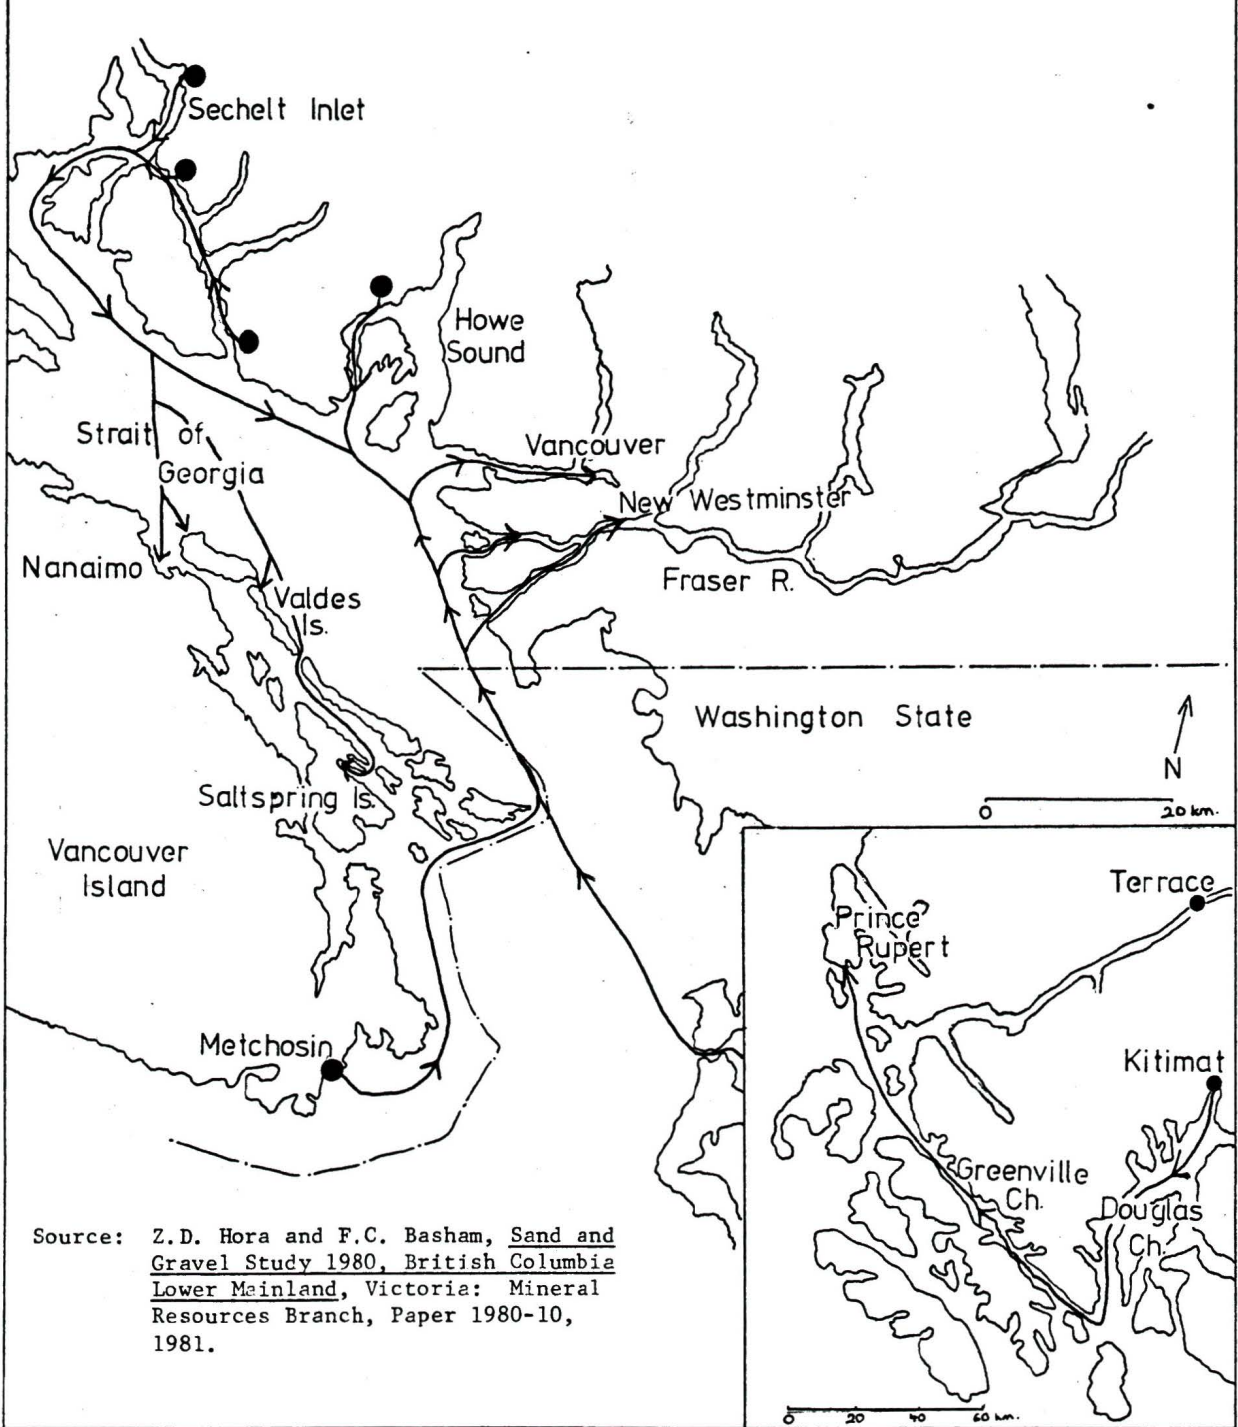 Sechelt Inlet
Howe
Sound
Strait of
Georgia
Vancouver
New Westminster
Nanaimo
Fraser R.
Valdes
Is.
Washington State
N
0 20 km.
Saltspring Is.
Vancouver
Island
Metchosin
Terrace
Prince
Rupert
Kitimat
Greenville
Ch.
Douglas
Ch.
0 20 40 60 km.
Source: Z.D. Hora and F.C. Basham, Sand and
Gravel Study 1980, British Columbia
Lower Mainland, Victoria: Mineral
Resources Branch, Paper 1980-10,
1981.